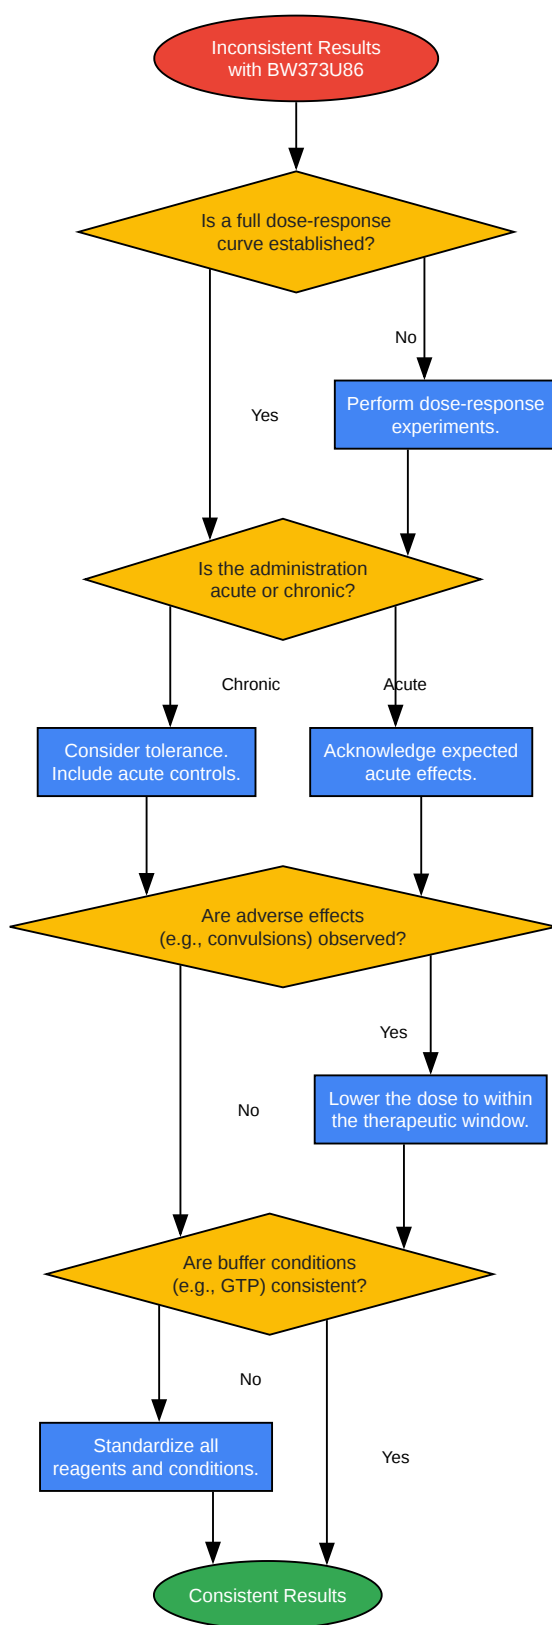 Inconsistent Results
with BW373U86
Is a full dose-response
curve established?
No
Perform dose-response
experiments.
Yes
Is the administration
acute or chronic?
Chronic
Acute
Consider tolerance.
Include acute controls.
Acknowledge expected
acute effects.
Are adverse effects
(e.g., convulsions) observed?
Yes
Lower the dose to within
the therapeutic window.
No
Are buffer conditions
(e.g., GTP) consistent?
No
Standardize all
reagents and conditions.
Yes
Consistent Results